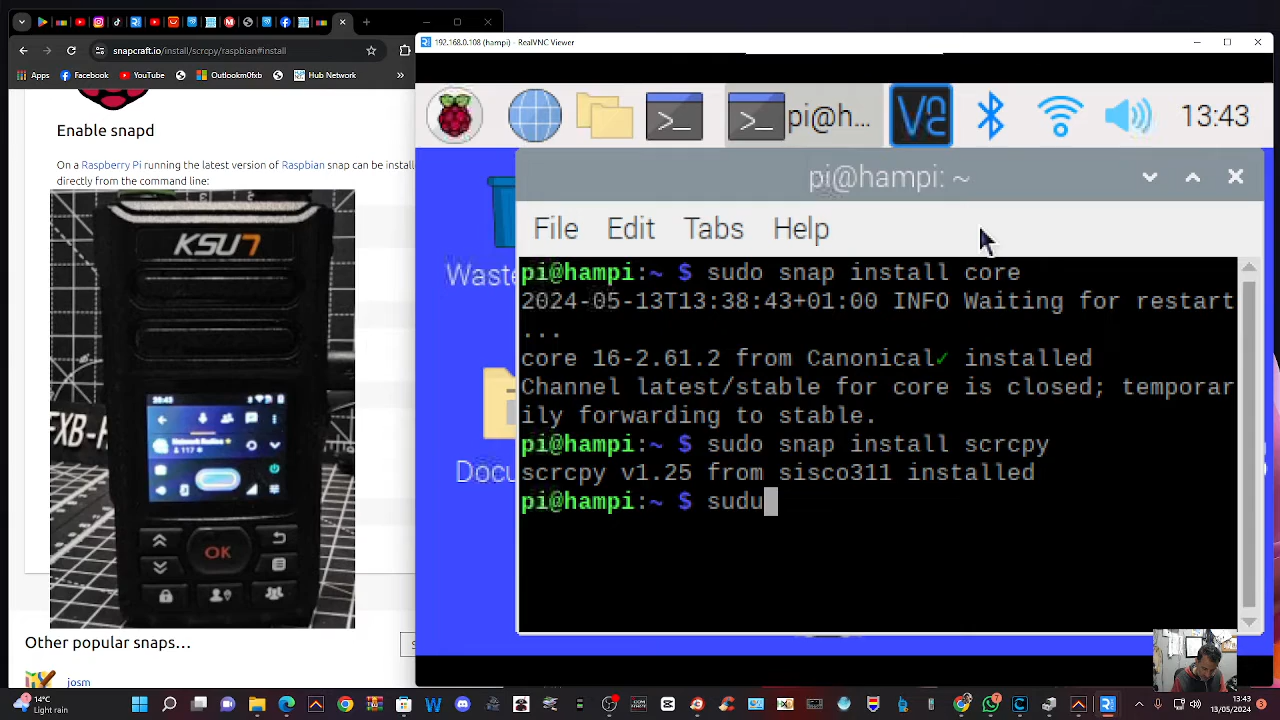 snapcraft.io/install/scrcpy/raspbian#install
Apps Facebook YouTube Outlookm0kb Hub Network »
Enable snapd
On a Raspberry Pi running the latest version of Raspbian snap can be install
directly from the command line:
KSU7
Network Radios
117
OK
FXB-
Other popular snaps…
josm
192.168.0.108 (hampi) - RealVNC Viewer
pi@h... 13:43
pi@hampi: ~
File Edit Tabs Help
Waste
Docu
pi@hampi:~ $ sudo snap install core
2024-05-13T13:38:43+01:00 INFO Waiting for restart
...
core 16-2.61.2 from Canonical✓ installed
Channel latest/stable for core is closed; temporar
ily forwarding to stable.
pi@hampi:~ $ sudo snap install scrcpy
scrcpy v1.25 from sisco311 installed
pi@hampi:~ $ sudu
14°C
Light rain
13:43
13/05/2024